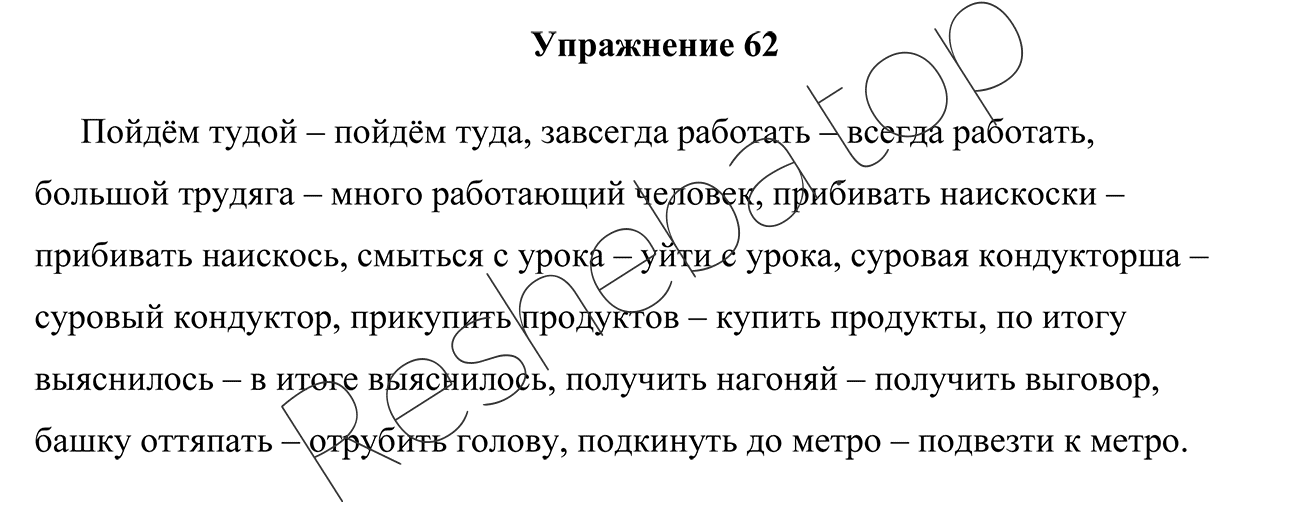 Упражнение 62
Пойдём тудой – пойдём туда, завсегда работать – всегда работать,
большой трудяга – много работающий человек, прибивать наискоски –
прибивать наискось, смыться с урока – уйти с урока, суровая кондукторша –
суровый кондуктор, прикупить продуктов – купить продукты, по итогу
выяснилось – в итоге выяснилось, получить нагоняй – получить выговор,
башку оттяпать – отрубить голову, подкинуть до метро – подвезти к метро.
Reshebatop